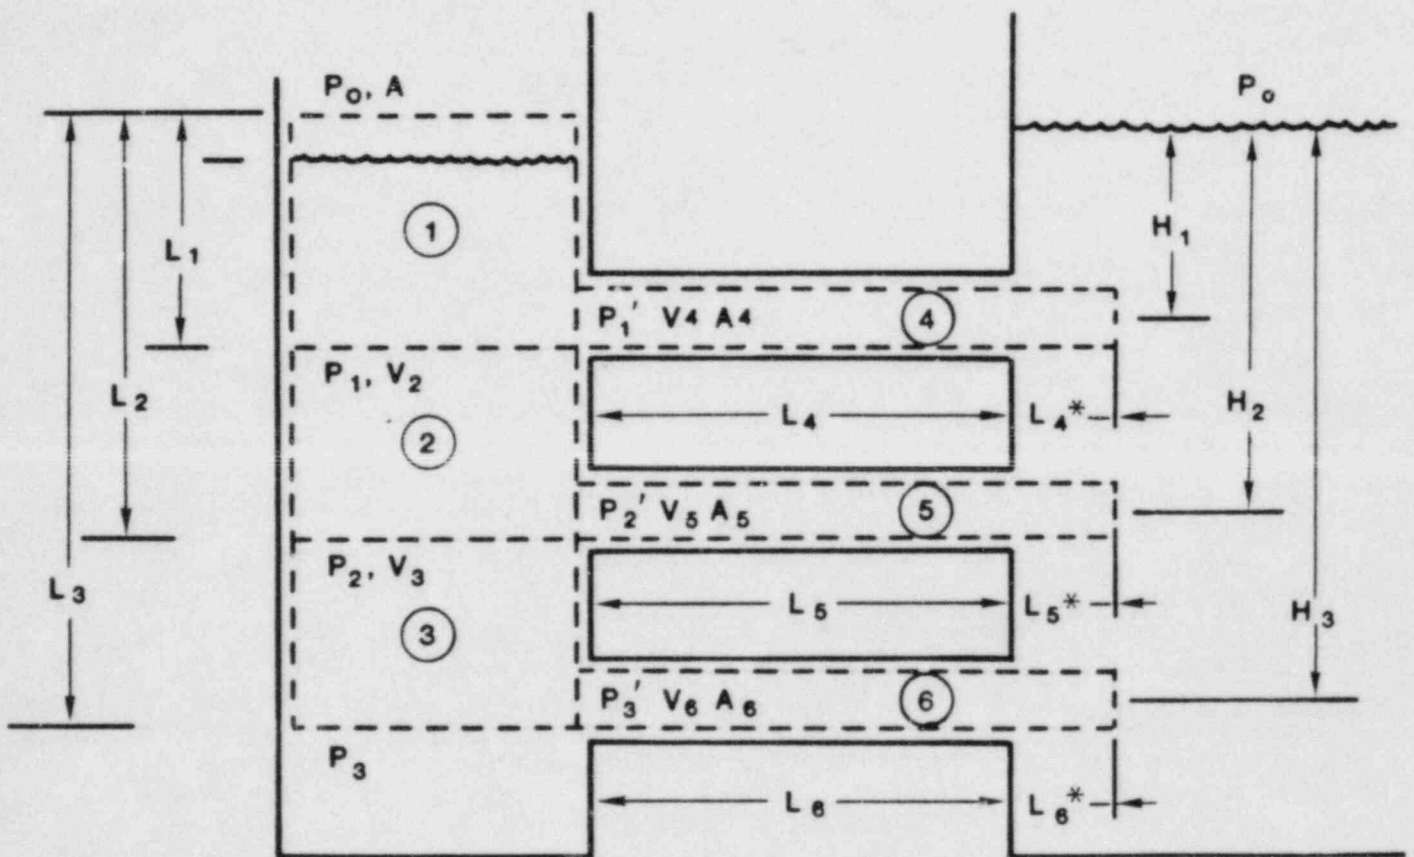 P₀, A
P₀
L₁
L₂
L₃
1
H₁
H₂
H₃
P₁' V4 A4
4
P₁, V₂
2
L₄
L₄*
P₂' V₅ A₅
5
P₂, V₃
3
L₅
L₅*
P₃' V₆ A₆
6
P₃
L₆
L₆*